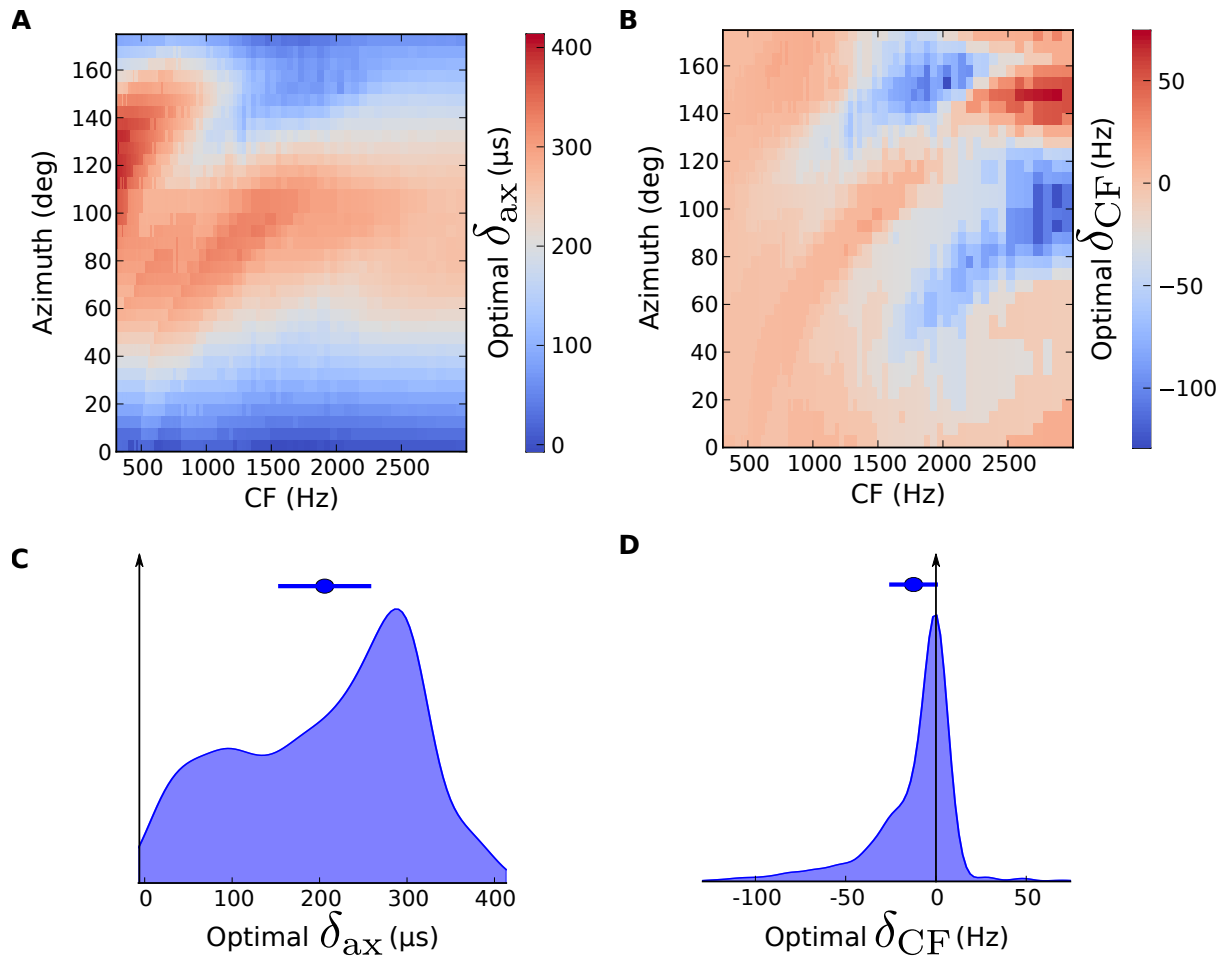 A
160
140
120
100
80
60
40
20
0
500 1000 1500 2000 2500
CF (Hz)
Azimuth (deg)
400
300
200
100
0
Optimal δax (µs)
B
160
140
120
100
80
60
40
20
0
500 1000 1500 2000 2500
CF (Hz)
Azimuth (deg)
50
0
−50
−100
Optimal δCF (Hz)
C
0 100 200 300 400
Optimal δax (µs)
D
-100 -50 0 50
Optimal δCF (Hz)